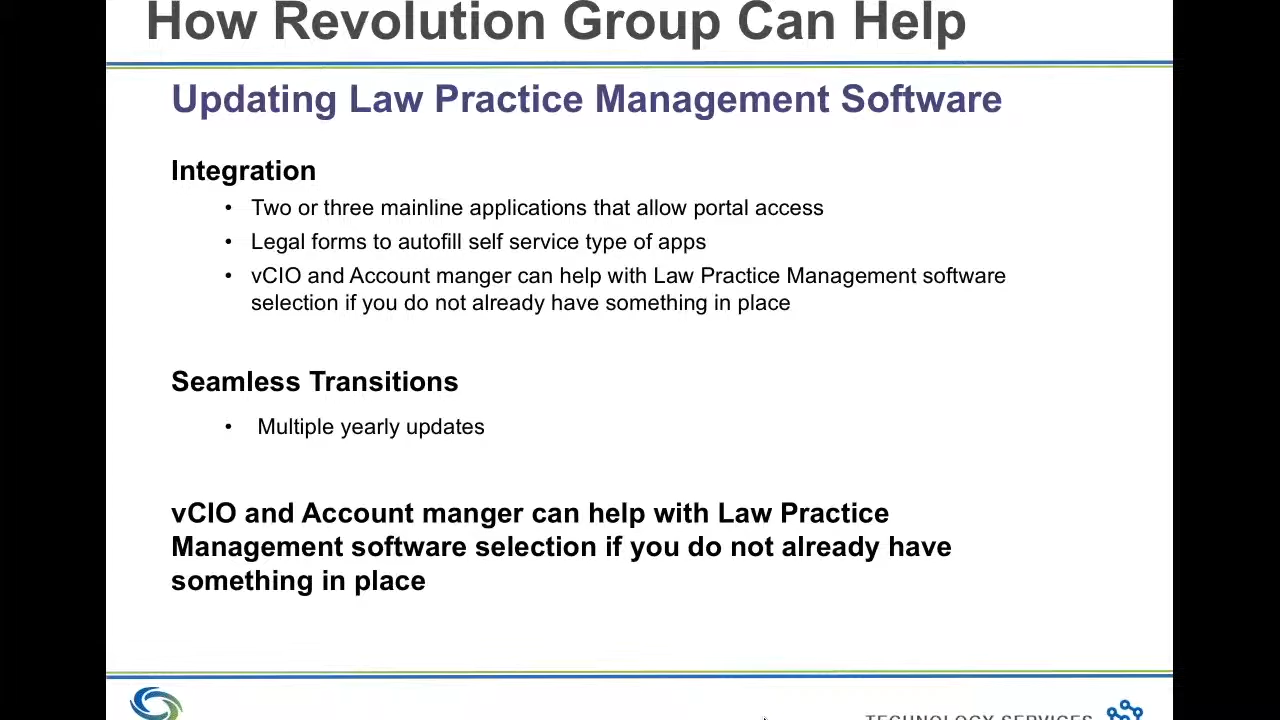 How Revolution Group Can Help
Updating Law Practice Management Software
Integration
• Two or three mainline applications that allow portal access
• Legal forms to autofill self service type of apps
• vCIO and Account manger can help with Law Practice Management software
selection if you do not already have something in place
Seamless Transitions
• Multiple yearly updates
vCIO and Account manger can help with Law Practice
Management software selection if you do not already have
something in place
TECHNOLOGY SERVICES